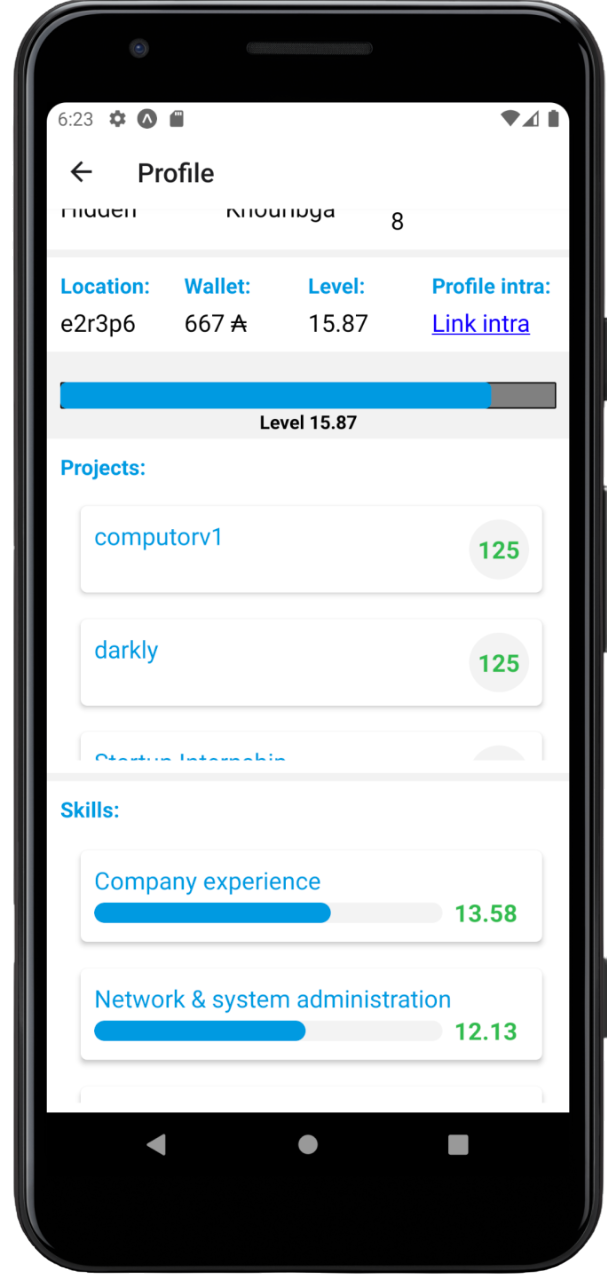 6:23
Profile
Hidden Khouribga 8
Location: Wallet: Level: Profile intra:
e2r3p6 667 ₳ 15.87 Link intra
Level 15.87
Projects:
computorv1 125
darkly 125
Startup Internship
Skills:
Company experience
13.58
Network & system administration
12.13